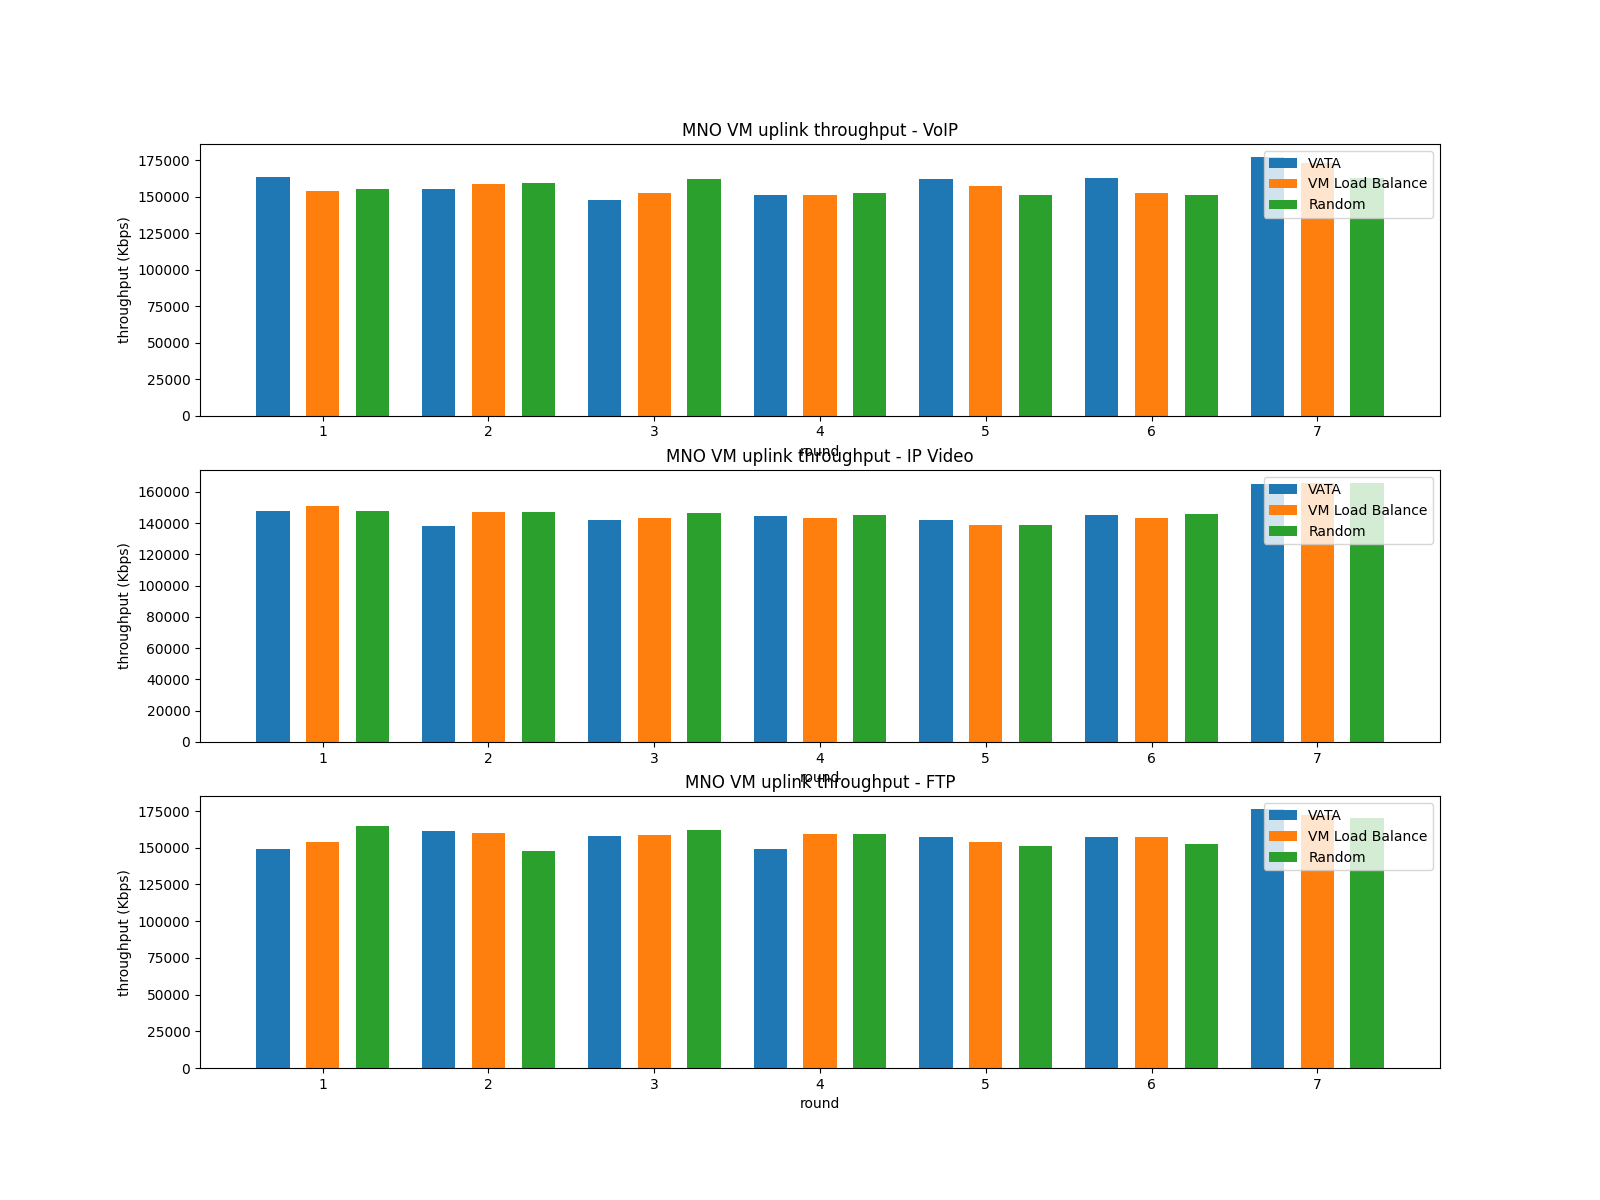 MNO VM uplink throughput - VoIP
throughput (Kbps)
175000
150000
125000
100000
75000
50000
25000
0
1 2 3 4 5 6 7
round
VATA
VM Load Balance
Random
MNO VM uplink throughput - IP Video
throughput (Kbps)
160000
140000
120000
100000
80000
60000
40000
20000
0
1 2 3 4 5 6 7
round
VATA
VM Load Balance
Random
MNO VM uplink throughput - FTP
throughput (Kbps)
175000
150000
125000
100000
75000
50000
25000
0
1 2 3 4 5 6 7
round
VATA
VM Load Balance
Random